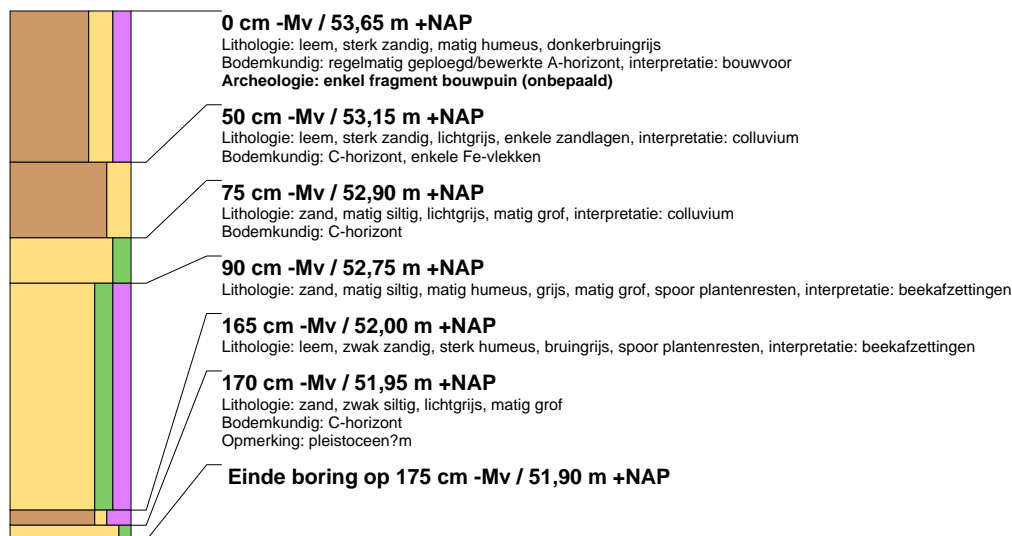 0 cm -Mv / 53,65 m +NAP
Lithologie: leem, sterk zandig, matig humeus, donkerbruingrijs
Bodemkundig: regelmatig geploegd/bewerkte A-horizont, interpretatie: bouwvoor
Archeologie: enkel fragment bouwpuin (onbepaald)
50 cm -Mv / 53,15 m +NAP
Lithologie: leem, sterk zandig, lichtgrijs, enkele zandlagen, interpretatie: colluvium
Bodemkundig: C-horizont, enkele Fe-vlekken
75 cm -Mv / 52,90 m +NAP
Lithologie: zand, matig siltig, lichtgrijs, matig grof, interpretatie: colluvium
Bodemkundig: C-horizont
90 cm -Mv / 52,75 m +NAP
Lithologie: zand, matig siltig, matig humeus, grijs, matig grof, spoor plantenresten, interpretatie: beekafzettingen
165 cm -Mv / 52,00 m +NAP
Lithologie: leem, zwak zandig, sterk humeus, bruingrijs, spoor plantenresten, interpretatie: beekafzettingen
170 cm -Mv / 51,95 m +NAP
Lithologie: zand, zwak siltig, lichtgrijs, matig grof
Bodemkundig: C-horizont
Opmerking: pleistoceen?m
Einde boring op 175 cm -Mv / 51,90 m +NAP